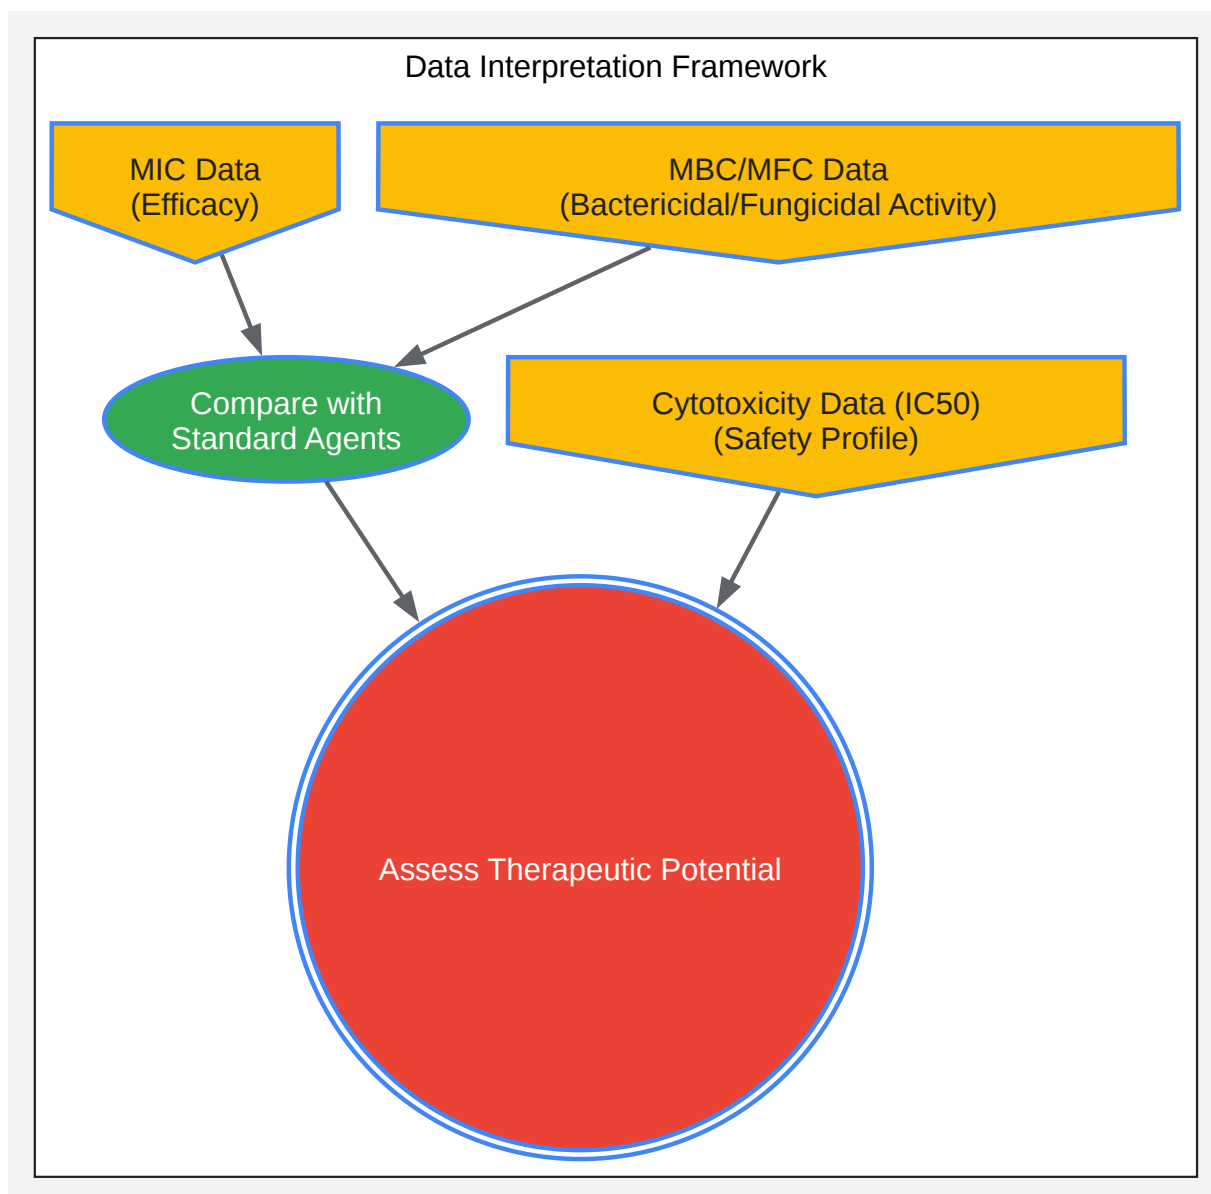 Data Interpretation Framework
MIC Data
(Efficacy)
MBC/MFC Data
(Bactericidal/Fungicidal Activity)
Compare with
Standard Agents
Cytotoxicity Data (IC50)
(Safety Profile)
Assess Therapeutic Potential